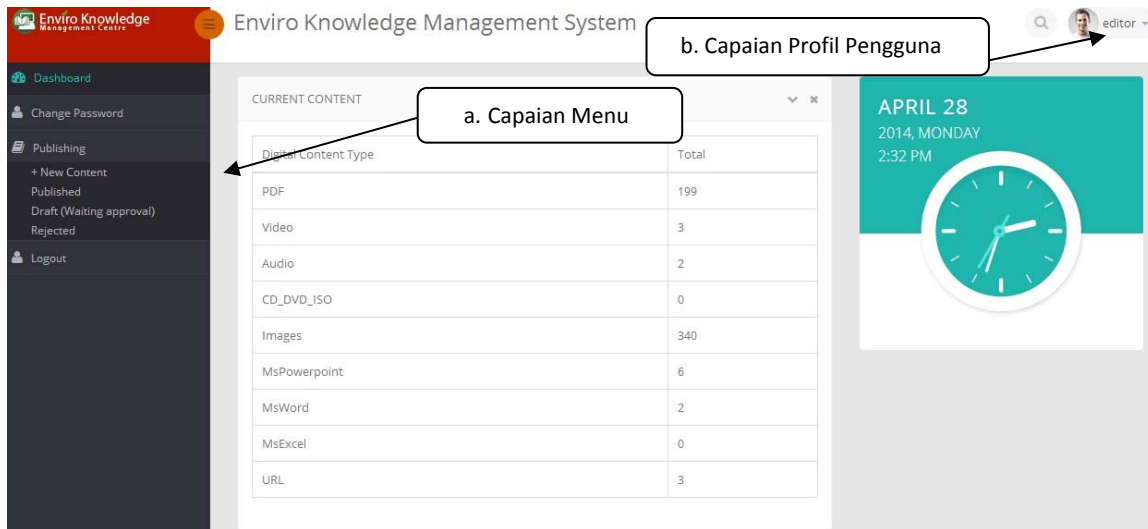 Enviro Knowledge
Management Centre
Enviro Knowledge Management System
editor
b. Capaian Profil Pengguna
a. Capaian Menu
Dashboard
Change Password
Publishing
+ New Content
Published
Draft (Waiting approval)
Rejected
Logout
CURRENT CONTENT
Digital Content Type Total
PDF 199
Video 3
Audio 2
CD_DVD_ISO 0
Images 340
MsPowerpoint 6
MsWord 2
MsExcel 0
URL 3
APRIL 28
2014, MONDAY
2:32 PM